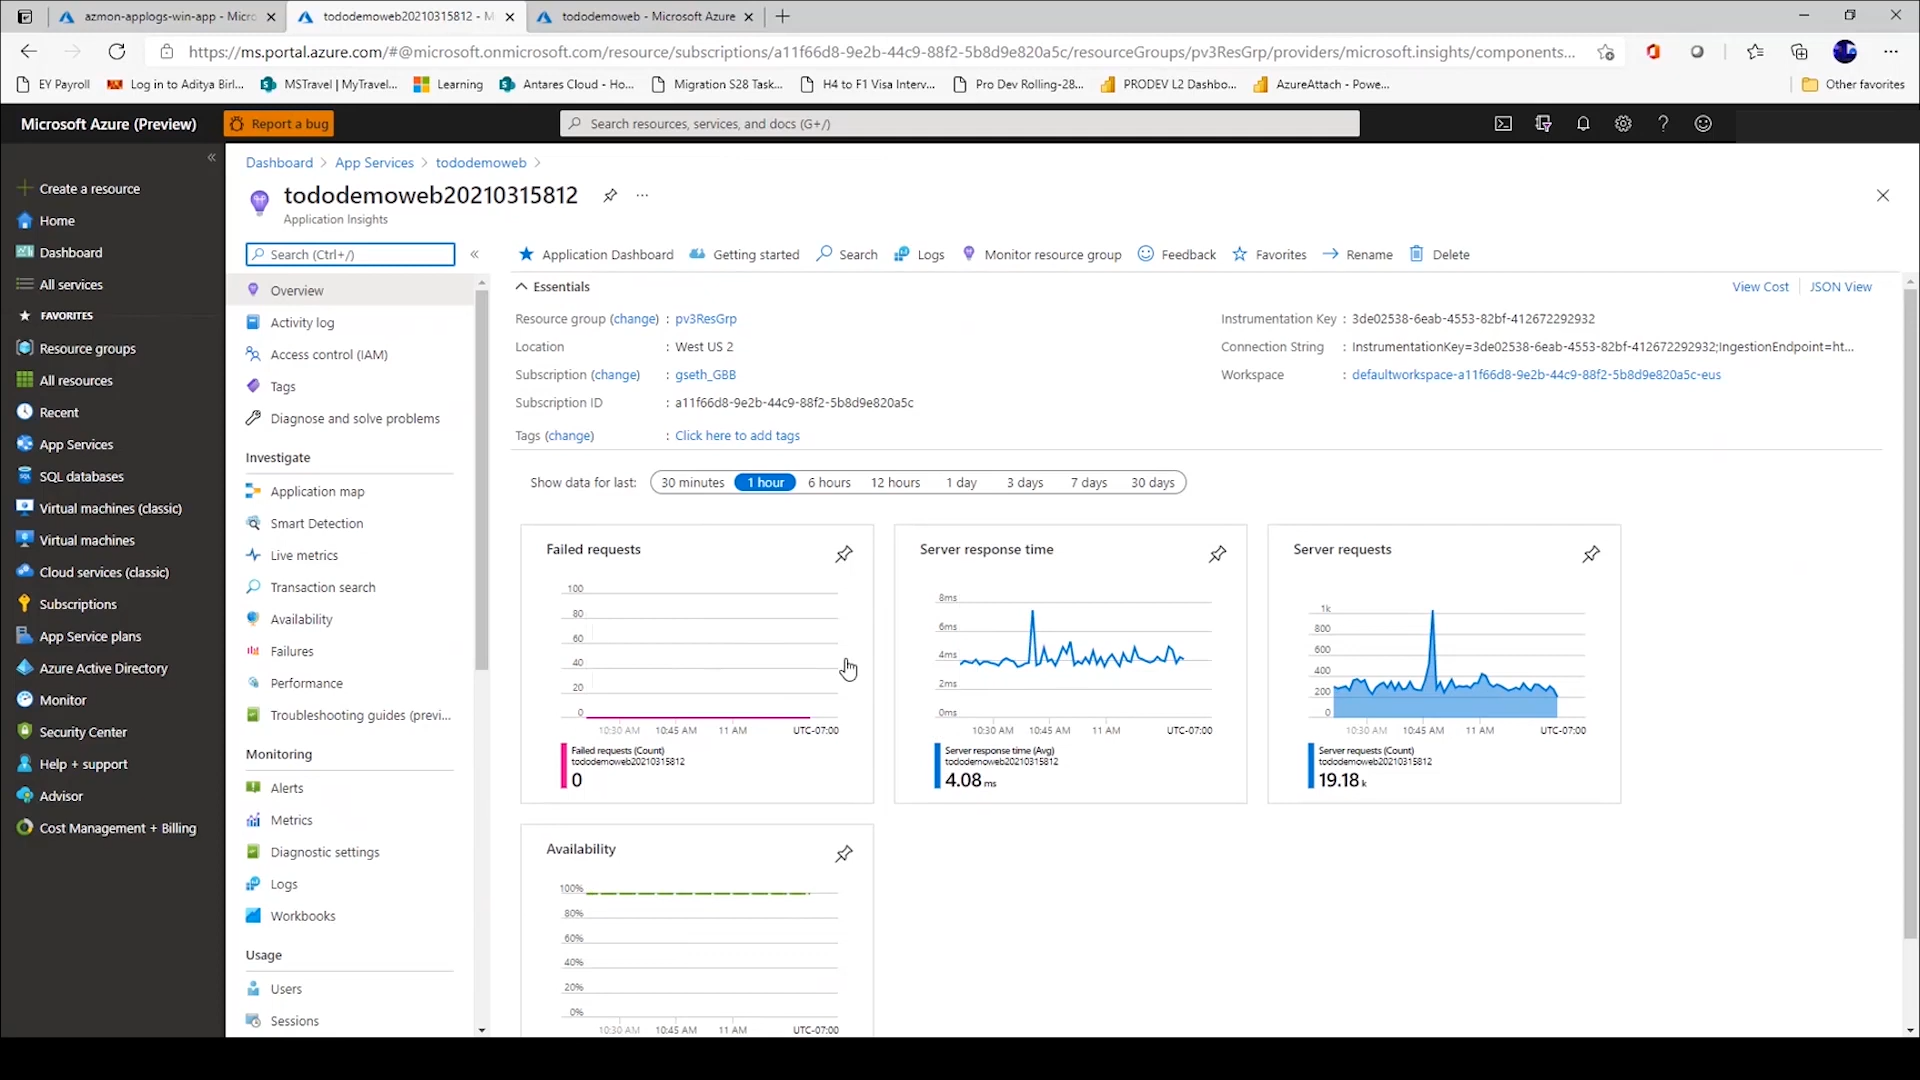 azmon-applogs-win-app - Micro
tododemoweb20210315812 - M
tododemoweb - Microsoft Azure
https://ms.portal.azure.com/#@microsoft.onmicrosoft.com/resource/subscriptions/a11f66d8-9e2b-44c9-88f2-5b8d9e820a5c/resourceGroups/pv3ResGrp/providers/microsoft.insights/components...
EY Payroll
Log in to Aditya Birl...
MSTravel | MyTravel...
Learning
Antares Cloud - Ho...
Migration S28 Task...
H4 to F1 Visa Interv...
Pro Dev Rolling-28...
PRODEV L2 Dashbo...
AzureAttach - Powe...
Other favorites
Microsoft Azure (Preview)
Report a bug
Search resources, services, and docs (G+/)
Create a resource
Home
Dashboard
All services
FAVORITES
Resource groups
All resources
Recent
App Services
SQL databases
Virtual machines (classic)
Virtual machines
Cloud services (classic)
Subscriptions
App Service plans
Azure Active Directory
Monitor
Security Center
Help + support
Advisor
Cost Management + Billing
Dashboard > App Services > tododemoweb >
tododemoweb20210315812
Application Insights
Search (Ctrl+/)
Overview
Activity log
Access control (IAM)
Tags
Diagnose and solve problems
Investigate
Application map
Smart Detection
Live metrics
Transaction search
Availability
Failures
Performance
Troubleshooting guides (previ...
Monitoring
Alerts
Metrics
Diagnostic settings
Logs
Workbooks
Usage
Users
Sessions
Application Dashboard
Getting started
Search
Logs
Monitor resource group
Feedback
Favorites
Rename
Delete
Essentials
View Cost
JSON View
Resource group (change) : pv3ResGrp
Location : West US 2
Subscription (change) : gseth_GBB
Subscription ID : a11f66d8-9e2b-44c9-88f2-5b8d9e820a5c
Tags (change) : Click here to add tags
Instrumentation Key : 3de02538-6eab-4553-82bf-412672292932
Connection String : InstrumentationKey=3de02538-6eab-4553-82bf-412672292932;IngestionEndpoint=ht...
Workspace : defaultworkspace-a11f66d8-9e2b-44c9-88f2-5b8d9e820a5c-eus
Show data for last:
30 minutes
1 hour
6 hours
12 hours
1 day
3 days
7 days
30 days
Failed requests
100
80
60
40
20
0
10:30 AM 10:45 AM 11 AM UTC-07:00
Failed requests (Count)
tododemoweb20210315812
0
Server response time
8ms
6ms
4ms
2ms
0ms
10:30 AM 10:45 AM 11 AM UTC-07:00
Server response time (Avg)
tododemoweb20210315812
4.08 ms
Server requests
1k
800
600
400
200
0
10:30 AM 10:45 AM 11 AM UTC-07:00
Server requests (Count)
tododemoweb20210315812
19.18 k
Availability
100%
80%
60%
40%
20%
0%
10:30 AM 10:45 AM 11 AM UTC-07:00